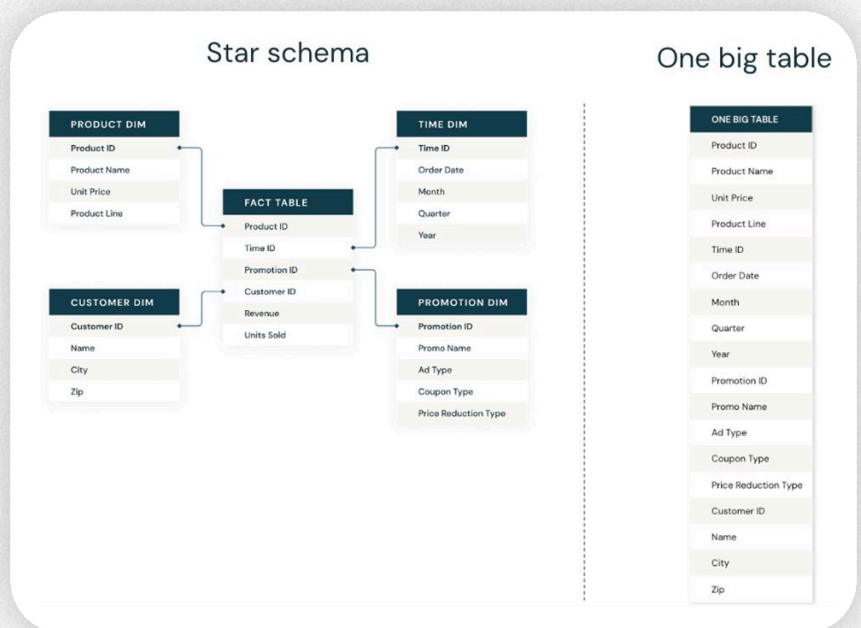 Star schema
PRODUCT DIM
Product ID
Product Name
Unit Price
Product Line
CUSTOMER DIM
Customer ID
Name
City
Zip
FACT TABLE
Product ID
Time ID
Promotion ID
Customer ID
Revenue
Units Sold
TIME DIM
Time ID
Order Date
Month
Quarter
Year
PROMOTION DIM
Promotion ID
Promo Name
Ad Type
Coupon Type
Price Reduction Type
One big table
ONE BIG TABLE
Product ID
Product Name
Unit Price
Product Line
Time ID
Order Date
Month
Quarter
Year
Promotion ID
Promo Name
Ad Type
Coupon Type
Price Reduction Type
Customer ID
Name
City
Zip